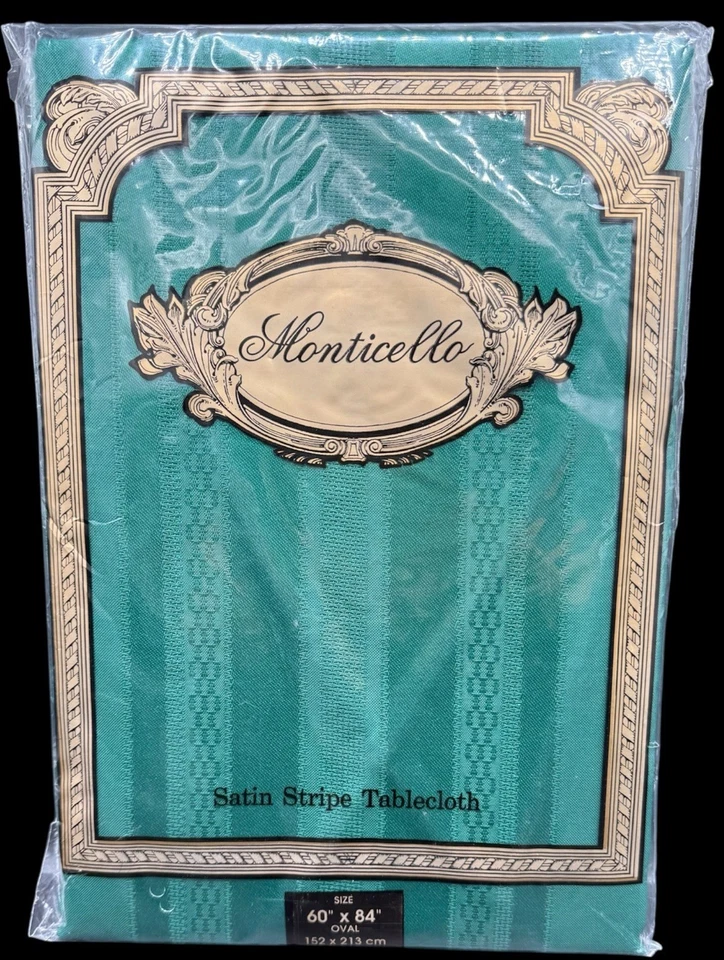 Monticello
Satin Stripe Tablecloth
SIZE
60" x 84"
OVAL
152 x 213 cm